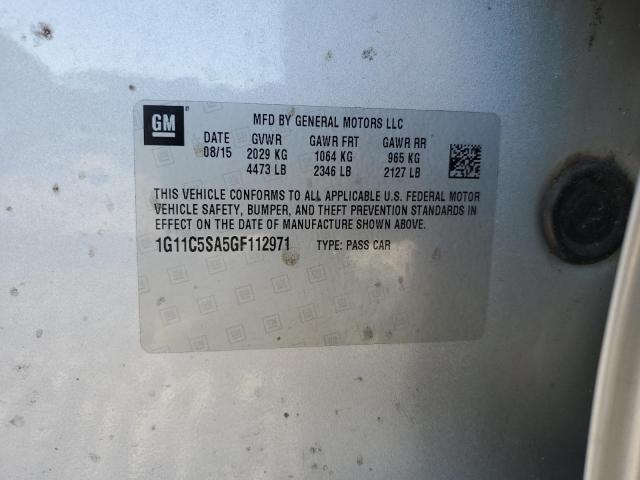 GM
MFD BY GENERAL MOTORS LLC
DATE GVWR GAWR FRT GAWR RR
08/15 2029 KG 1064 KG 965 KG
4473 LB 2346 LB 2127 LB
THIS VEHICLE CONFORMS TO ALL APPLICABLE U.S. FEDERAL MOTOR
VEHICLE SAFETY, BUMPER, AND THEFT PREVENTION STANDARDS IN
EFFECT ON THE DATE OF MANUFACTURE SHOWN ABOVE.
1G11C5SA5GF112971 TYPE: PASS CAR